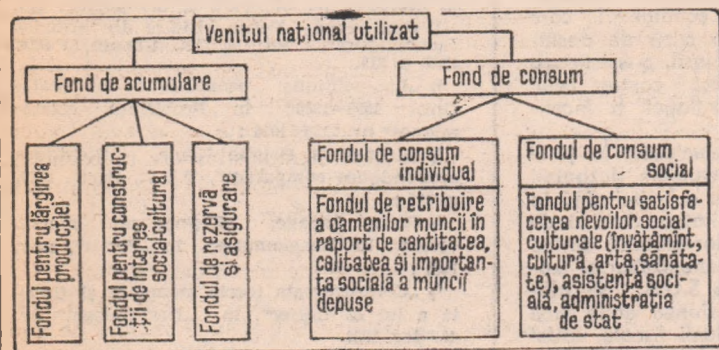 Venitul național utilizat
Fond de acumulare
Fond de consum
Fondul pentru lărgirea
producției
Fondul pentru construc-
ții de interes
social-cultural
Fondul de rezervă
și asigurare
Fondul de consum
individual
Fondul de retribuire
a oamenilor muncii în
raport de cantitatea,
calitatea și importan-
ța socială a muncii
depuse
Fondul de consum
social
Fondul pentru satisfa-
cerea nevoilor social-
culturale (învățămînt,
cultură, artă, sănăta-
te), asistență soci-
ală, administrația
de stat